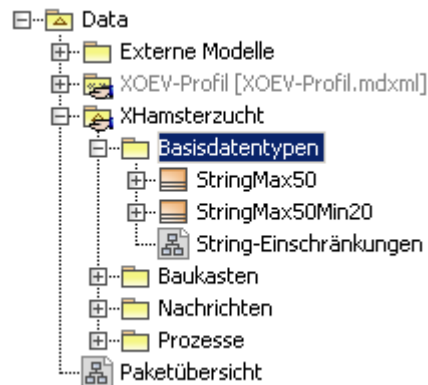 Data
Externe Modelle
XOEV-Profil [XOEV-Profil.mdxml]
XHamsterzucht
Basisdatentypen
StringMax50
StringMax50Min20
String-Einschränkungen
Baukasten
Nachrichten
Prozesse
Paketübersicht